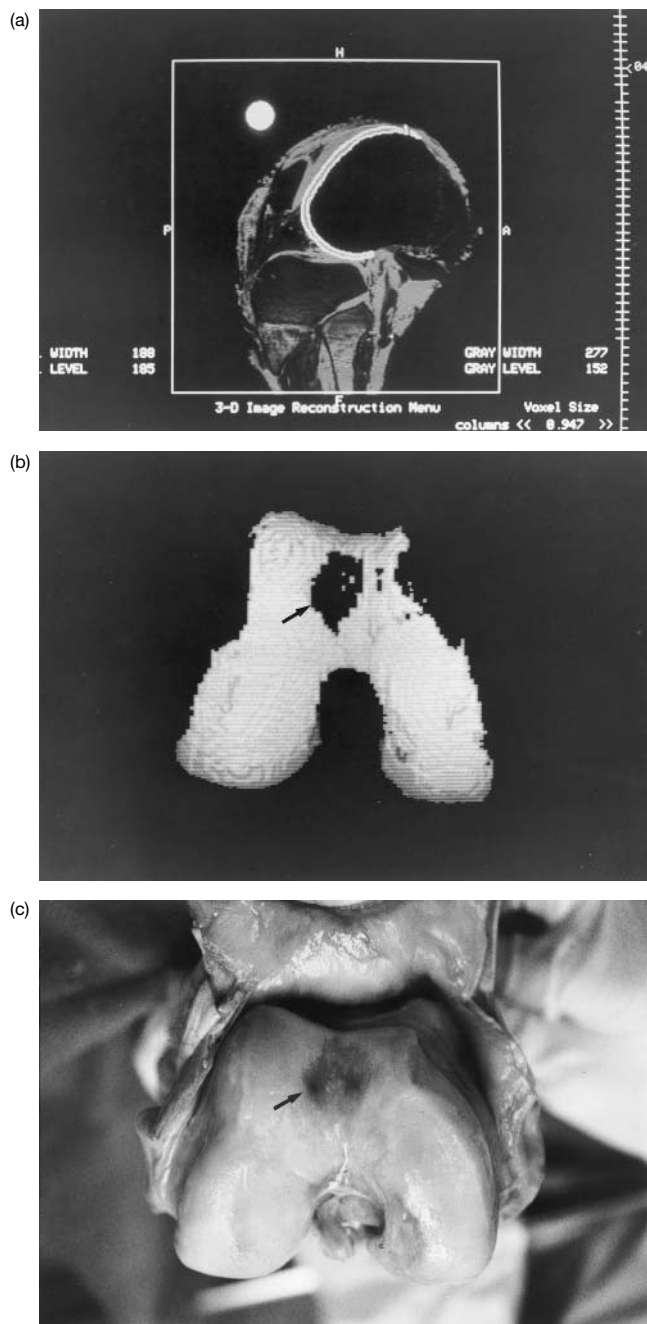 (a)
H
04
P
A
WIDTH 188
LEVEL 185
GRAY WIDTH 277
GRAY LEVEL 152
F
3-D Image Reconstruction Menu
Voxel Size
columns << 0.947 >>
(b)
(c)